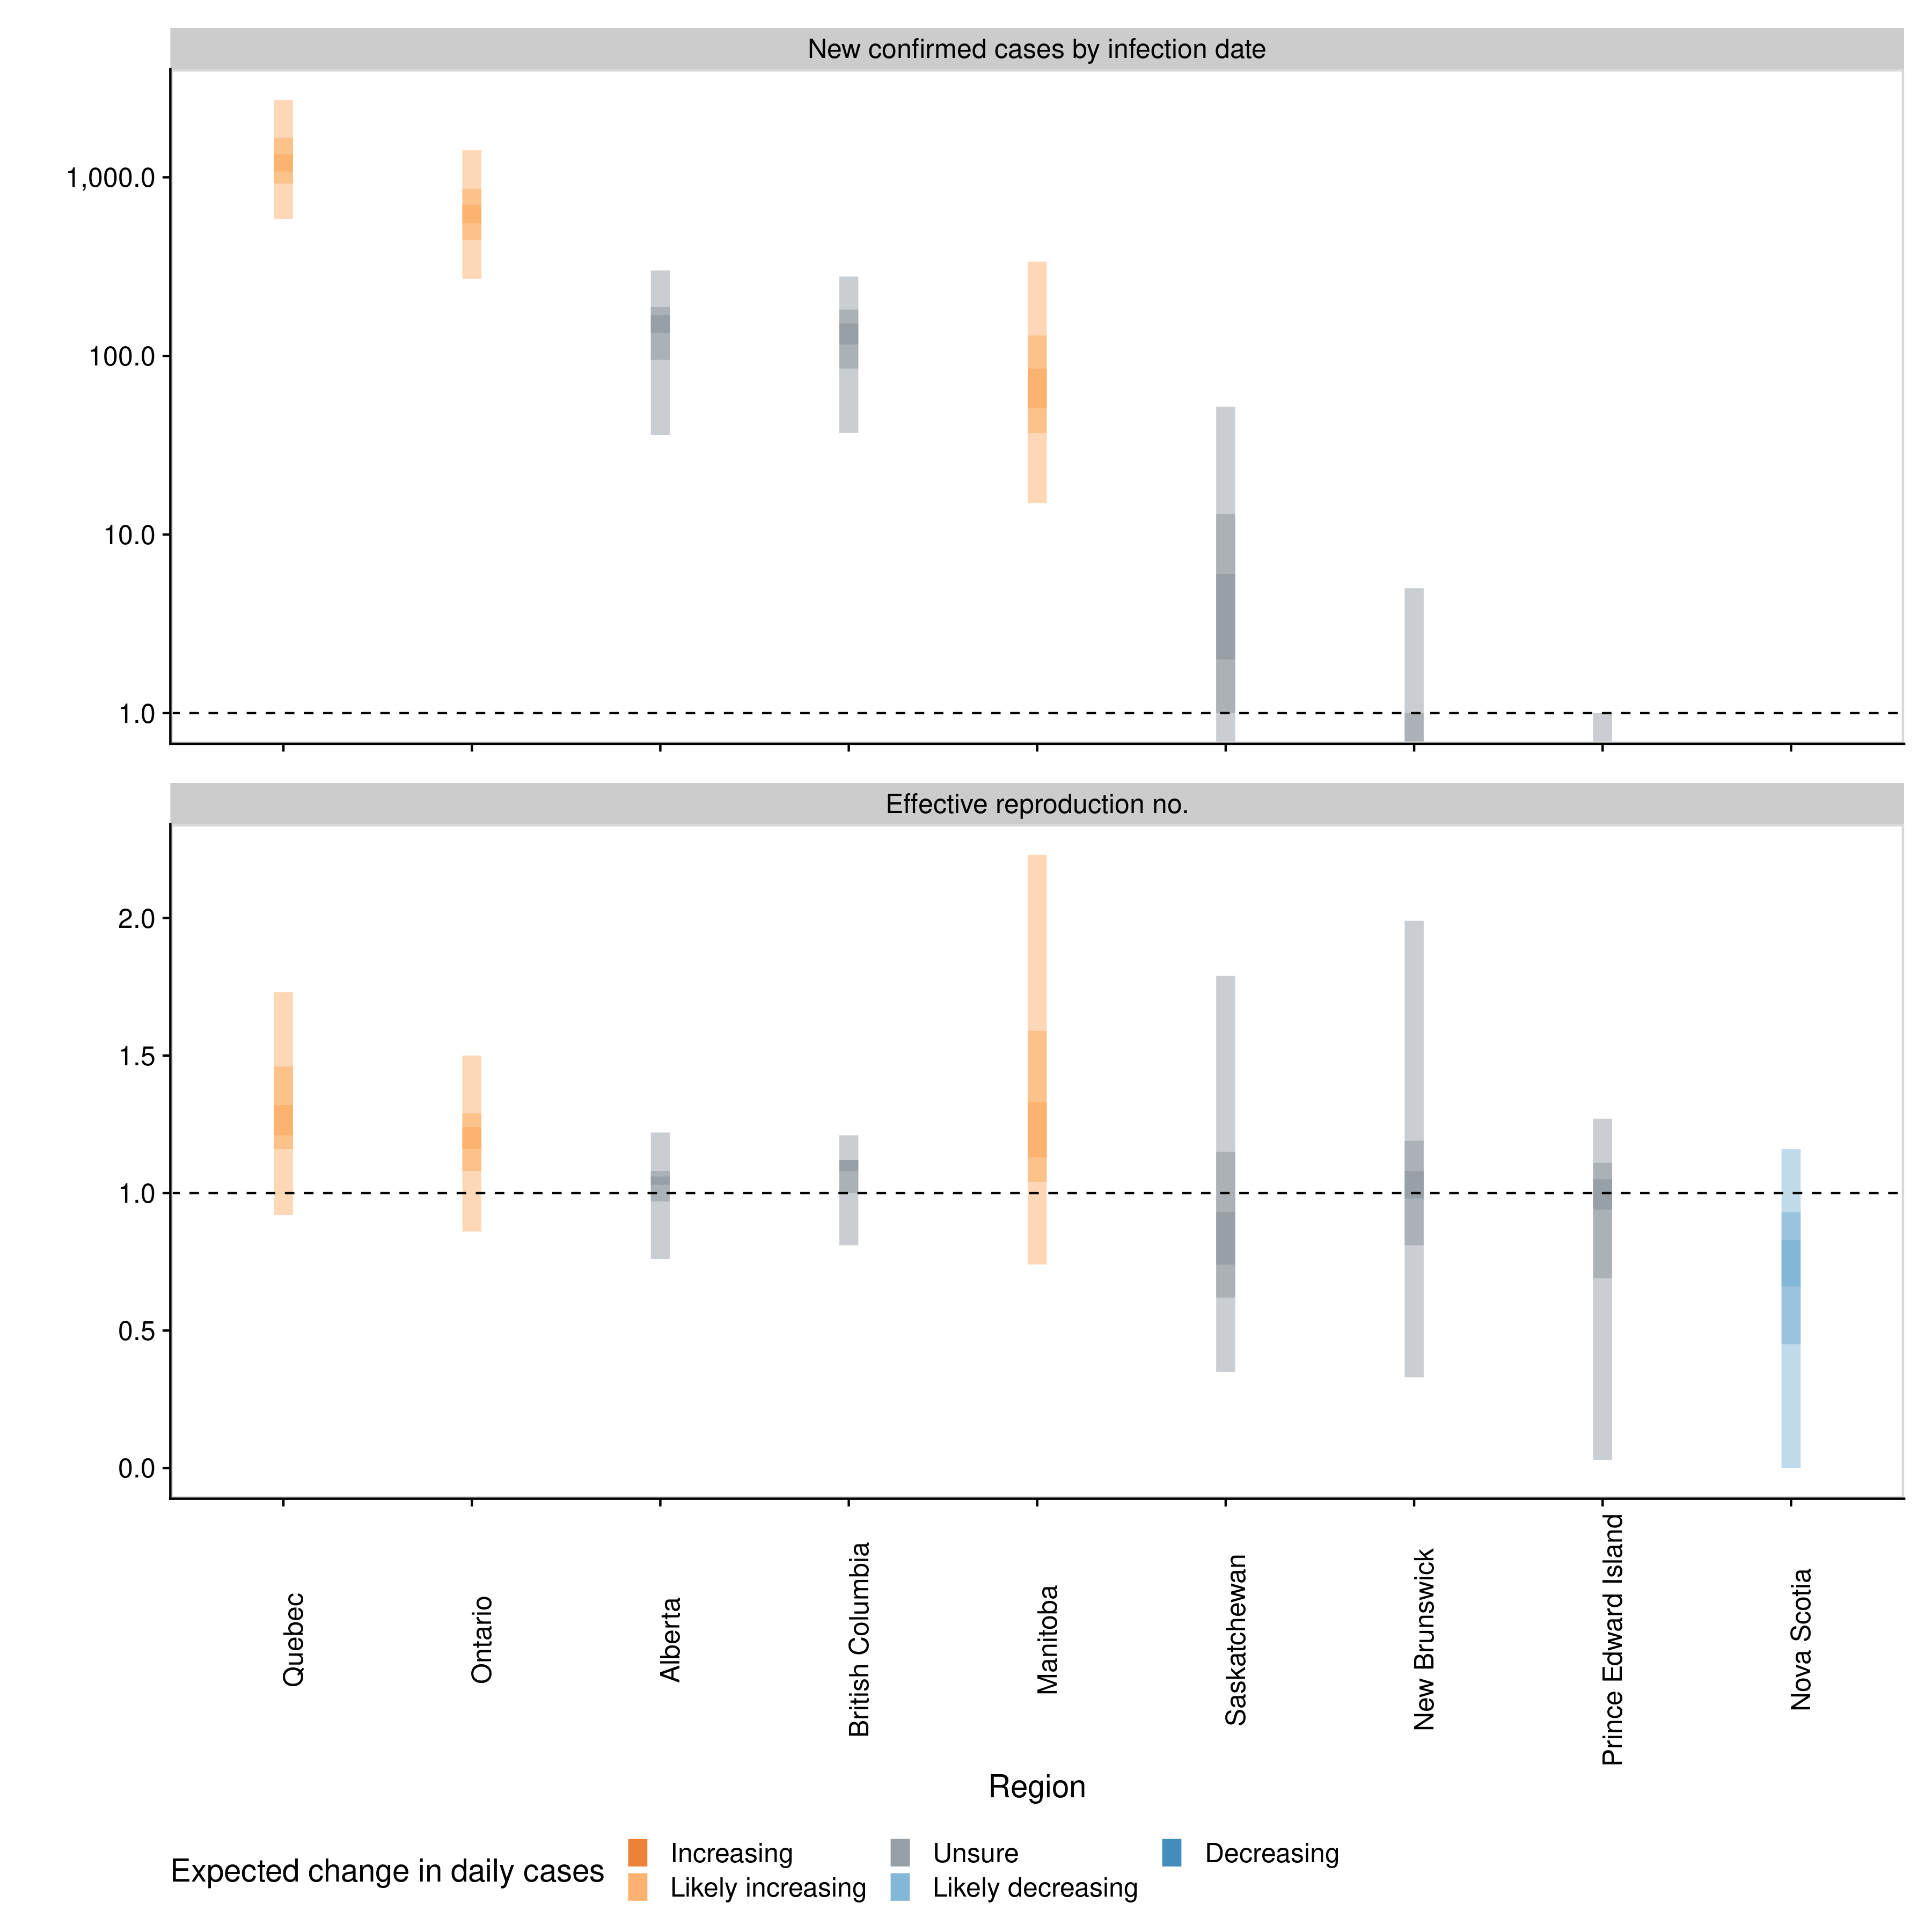 New confirmed cases by infection date
1,000.0
100.0
10.0
1.0
Effective reproduction no.
2.0
1.5
1.0
0.5
0.0
Quebec
Ontario
Alberta
British Columbia
Manitoba
Saskatchewan
New Brunswick
Prince Edward Island
Nova Scotia
Region
Expected change in daily cases
Increasing
Likely increasing
Unsure
Likely decreasing
Decreasing